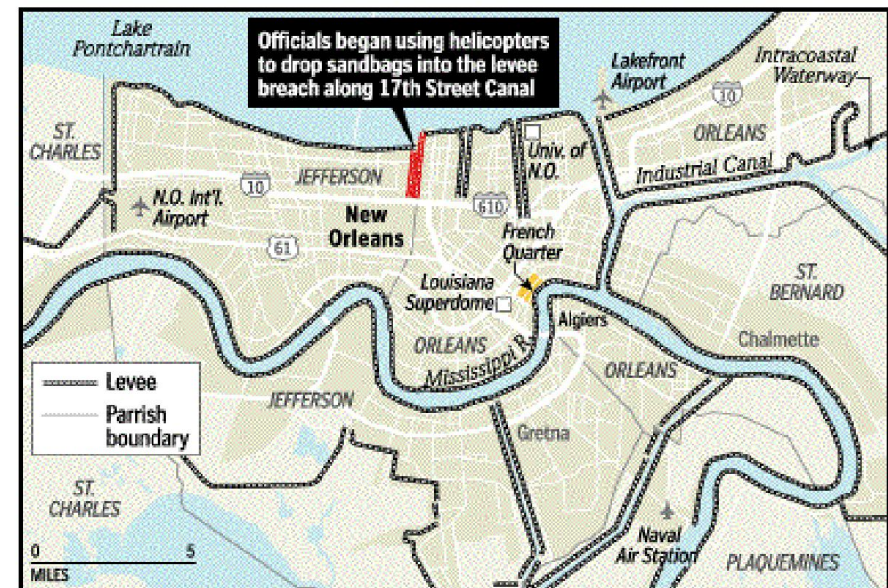 Lake
Pontchartrain
Officials began using helicopters
to drop sandbags into the levee
breach along 17th Street Canal
Lakefront
Airport
Intracoastal
Waterway
10
ST.
CHARLES
ORLEANS
Univ. of
N.O.
Industrial Canal
JEFFERSON
10
N.O. Int'l.
Airport
610
New
Orleans
61
French
Quarter
Louisiana
Superdome
ST.
BERNARD
Algiers
Chalmette
ORLEANS
Mississippi R.
ORLEANS
Levee
Parrish
boundary
JEFFERSON
Gretna
ST.
CHARLES
Naval
Air Station
PLAQUEMINES
0 5
MILES